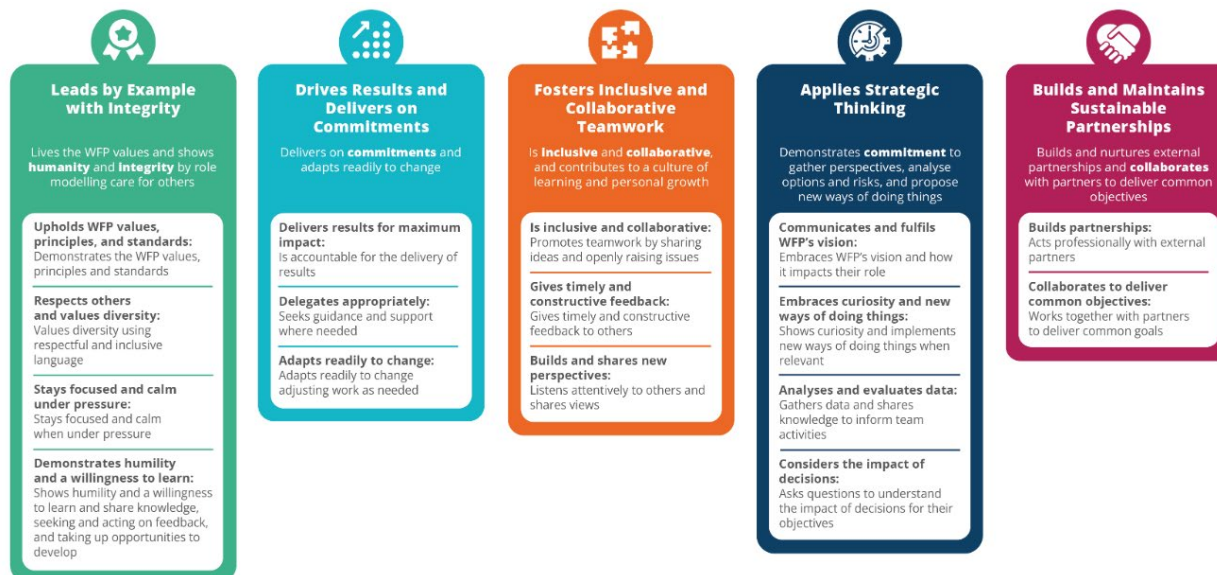 Leads by Example
with Integrity
Lives the WFP values and shows
humanity and integrity by role
modelling care for others
Upholds WFP values,
principles, and standards:
Demonstrates the WFP values,
principles and standards
Respects others
and values diversity:
Values diversity using
respectful and inclusive
language
Stays focused and calm
under pressure:
Stays focused and calm
when under pressure
Demonstrates humility
and a willingness to learn:
Shows humility and a willingness
to learn and share knowledge,
seeking and acting on feedback,
and taking up opportunities to
develop
Drives Results and
Delivers on
Commitments
Delivers on commitments and
adapts readily to change
Delivers results for maximum
impact:
Is accountable for the delivery of
results
Delegates appropriately:
Seeks guidance and support
where needed
Adapts readily to change:
Adapts readily to change
adjusting work as needed
Fosters Inclusive and
Collaborative
Teamwork
Is inclusive and collaborative,
and contributes to a culture of
learning and personal growth
Is inclusive and collaborative:
Promotes teamwork by sharing
ideas and openly raising issues
Gives timely and
constructive feedback:
Gives timely and constructive
feedback to others
Builds and shares new
perspectives:
Listens attentively to others and
shares views
Applies Strategic
Thinking
Demonstrates commitment to
gather perspectives, analyse
options and risks, and propose
new ways of doing things
Communicates and fulfils
WFP's vision:
Embraces WFP's vision and how
it impacts their role
Embraces curiosity and new
ways of doing things:
Shows curiosity and implements
new ways of doing things when
relevant
Analyses and evaluates data:
Gathers data and shares
knowledge to inform team
activities
Considers the impact of
decisions:
Asks questions to understand
the impact of decisions for their
objectives
Builds and Maintains
Sustainable
Partnerships
Builds and nurtures external
partnerships and collaborates
with partners to deliver common
objectives
Builds partnerships:
Acts professionally with external
partners
Collaborates to deliver
common objectives:
Works together with partners
to deliver common goals